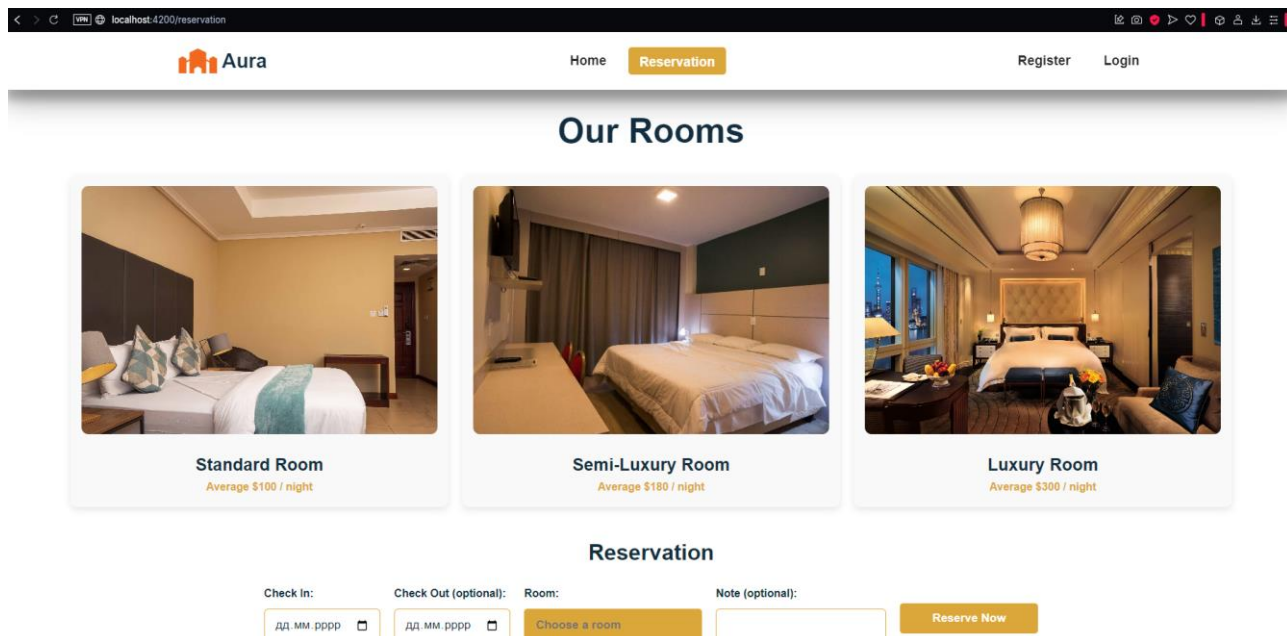 VPN localhost:4200/reservation
Aura Home Reservation Register Login
Our Rooms
Standard Room
Average $100 / night
Semi-Luxury Room
Average $180 / night
Luxury Room
Average $300 / night
Reservation
Check In: Check Out (optional): Room: Note (optional):
дд.мм.рррр дд.мм.рррр Choose a room Reserve Now